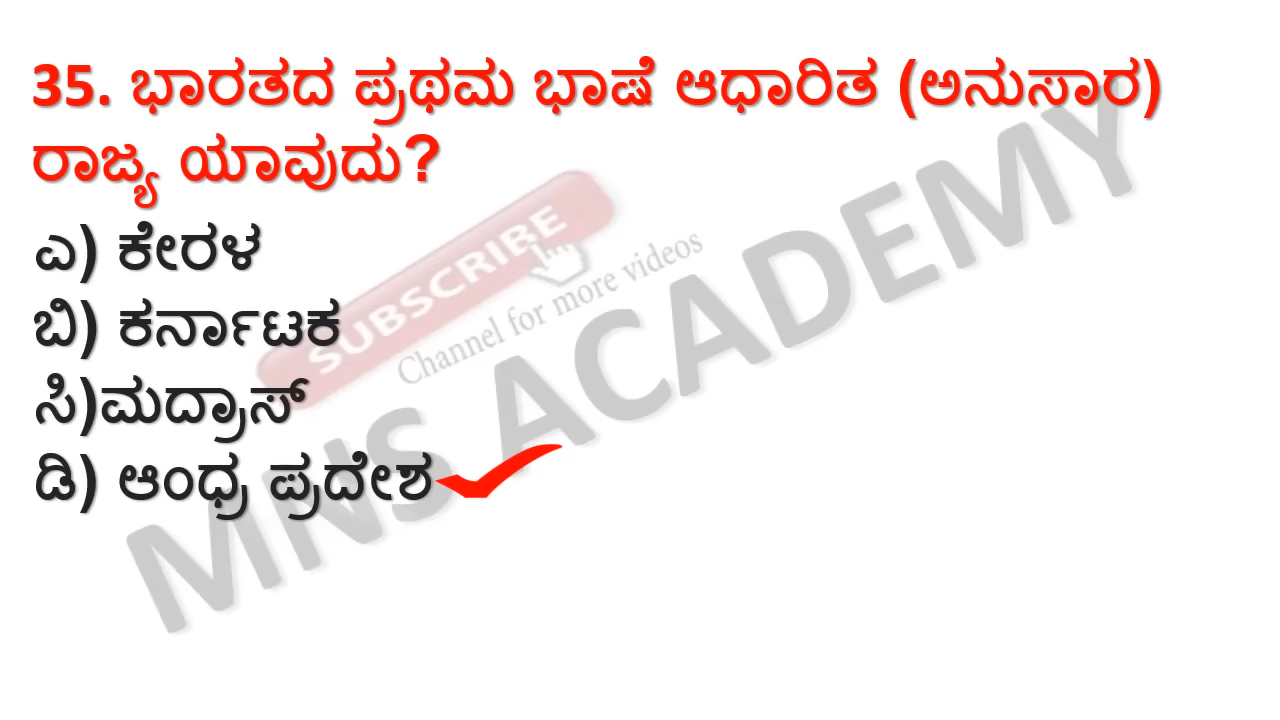 35. ಭಾರತದ ಪ್ರಥಮ ಭಾಷೆ ಆಧಾರಿತ (ಅನುಸಾರ)
ರಾಜ್ಯ ಯಾವುದು?
ಎ) ಕೇರಳ
ಬಿ) ಕರ್ನಾಟಕ
ಸಿ)ಮದ್ರಾಸ್
ಡಿ) ಆಂಧ್ರ ಪ್ರದೇಶ
SUBSCRIBE
Channel for more videos
MNS ACADEMY